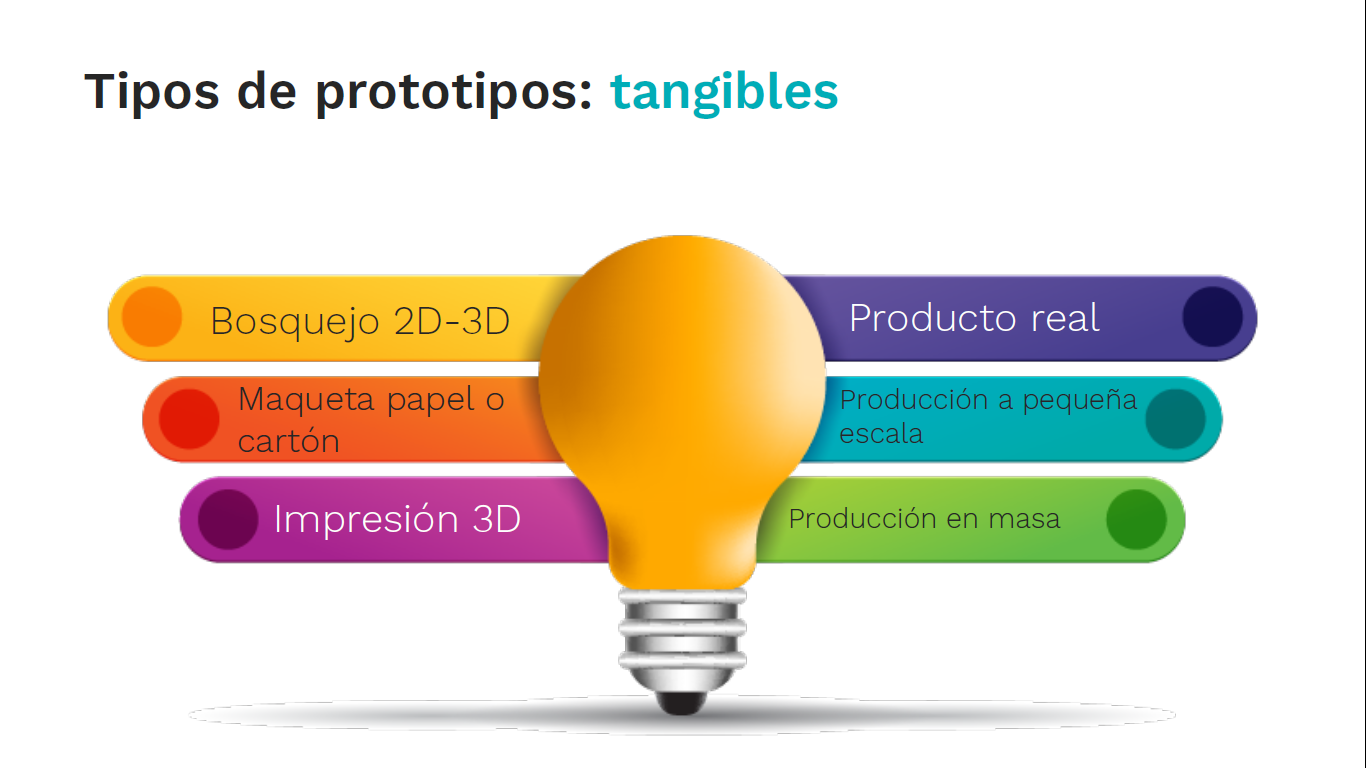 Tipos de prototipos: tangibles
Bosquejo 2D-3D
Maqueta papel o
cartón
Impresión 3D
Producto real
Producción a pequeña
escala
Producción en masa